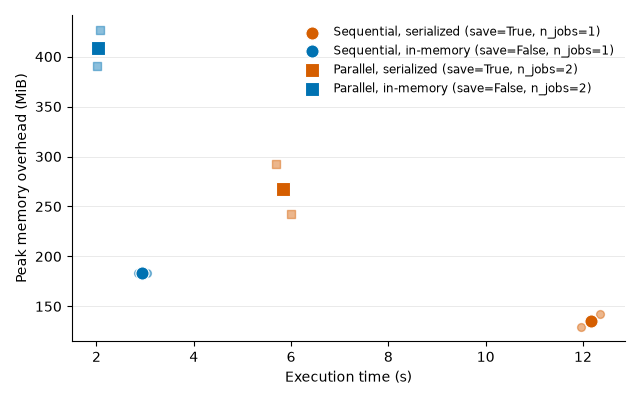 Sequential, serialized (save=True, n_jobs=1)
Sequential, in-memory (save=False, n_jobs=1)
Parallel, serialized (save=True, n_jobs=2)
Parallel, in-memory (save=False, n_jobs=2)
Peak memory overhead (MiB)
400
350
300
250
200
150
2 4 6 8 10 12
Execution time (s)